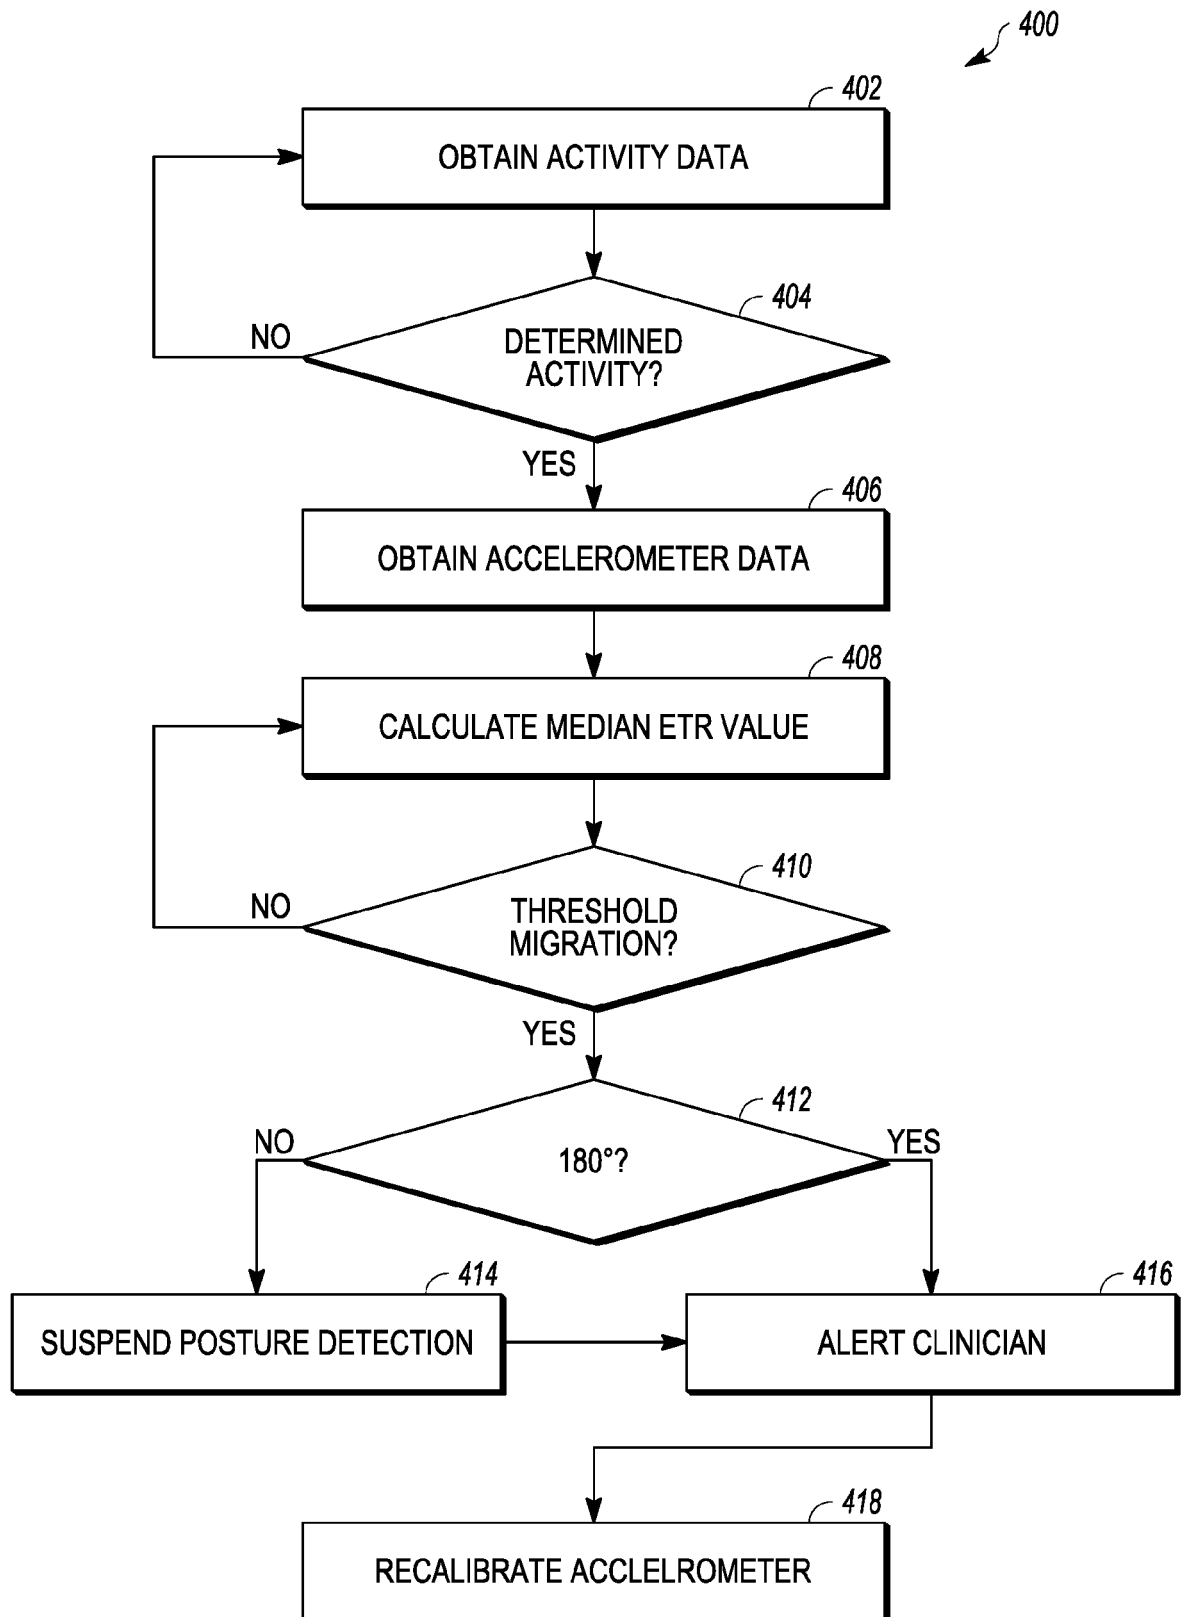 400
402
OBTAIN ACTIVITY DATA
404
DETERMINED
ACTIVITY?
NO
YES
406
OBTAIN ACCELEROMETER DATA
408
CALCULATE MEDIAN ETR VALUE
410
THRESHOLD
MIGRATION?
NO
YES
412
180°?
NO
YES
414
SUSPEND POSTURE DETECTION
416
ALERT CLINICIAN
418
RECALIBRATE ACCLELROMETER